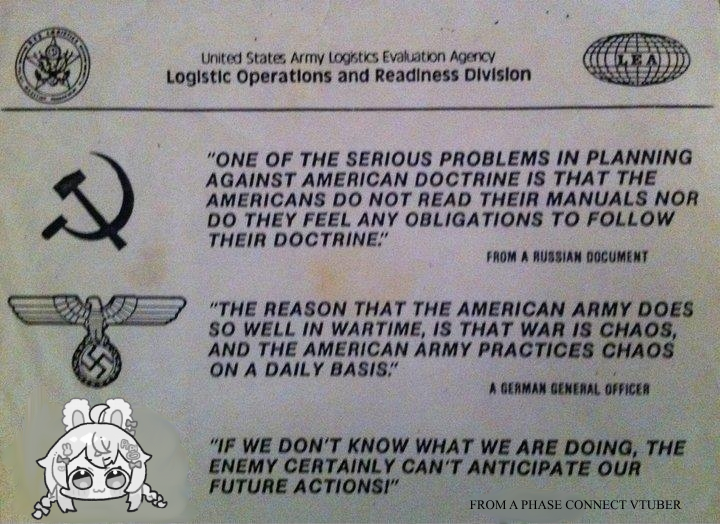 United States Army Logistics Evaluation Agency
Logistic Operations and Readiness Division
LEA
"ONE OF THE SERIOUS PROBLEMS IN PLANNING
AGAINST AMERICAN DOCTRINE IS THAT THE
AMERICANS DO NOT READ THEIR MANUALS NOR
DO THEY FEEL ANY OBLIGATIONS TO FOLLOW
THEIR DOCTRINE."
FROM A RUSSIAN DOCUMENT
"THE REASON THAT THE AMERICAN ARMY DOES
SO WELL IN WARTIME, IS THAT WAR IS CHAOS,
AND THE AMERICAN ARMY PRACTICES CHAOS
ON A DAILY BASIS."
A GERMAN GENERAL OFFICER
"IF WE DON'T KNOW WHAT WE ARE DOING, THE
ENEMY CERTAINLY CAN'T ANTICIPATE OUR
FUTURE ACTIONS!"
FROM A PHASE CONNECT VTUBER